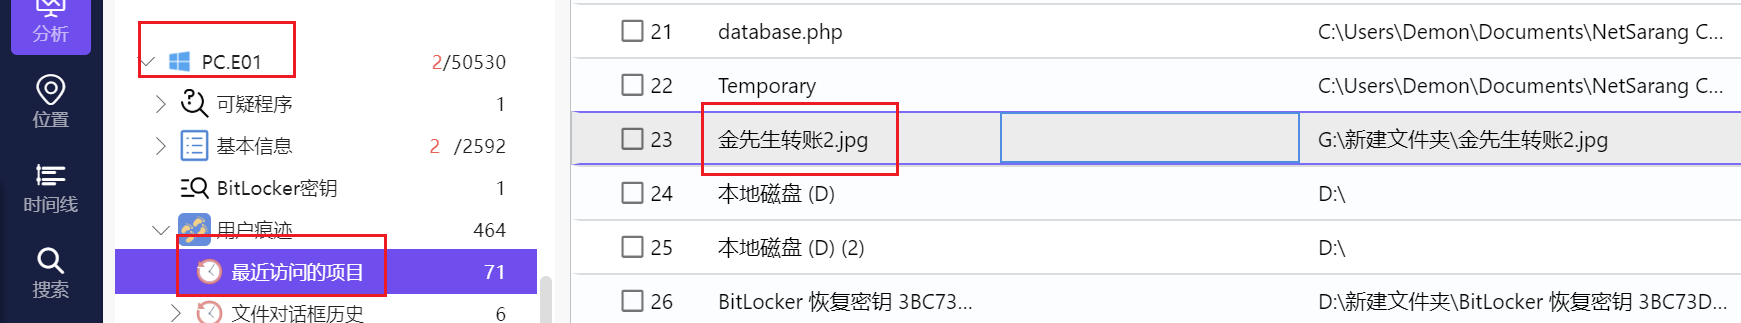 分析
位置
时间线
搜索
PC.E01 2/50530
可疑程序 1
基本信息 2 /2592
BitLocker密钥 1
用户痕迹 464
最近访问的项目 71
文件对话框历史 6
21 database.php C:\Users\Demon\Documents\NetSarang C...
22 Temporary C:\Users\Demon\Documents\NetSarang C...
23 金先生转账2.jpg G:\新建文件夹\金先生转账2.jpg
24 本地磁盘 (D) D:\
25 本地磁盘 (D) (2) D:\
26 BitLocker 恢复密钥 3BC73... D:\新建文件夹\BitLocker 恢复密钥 3BC73D...